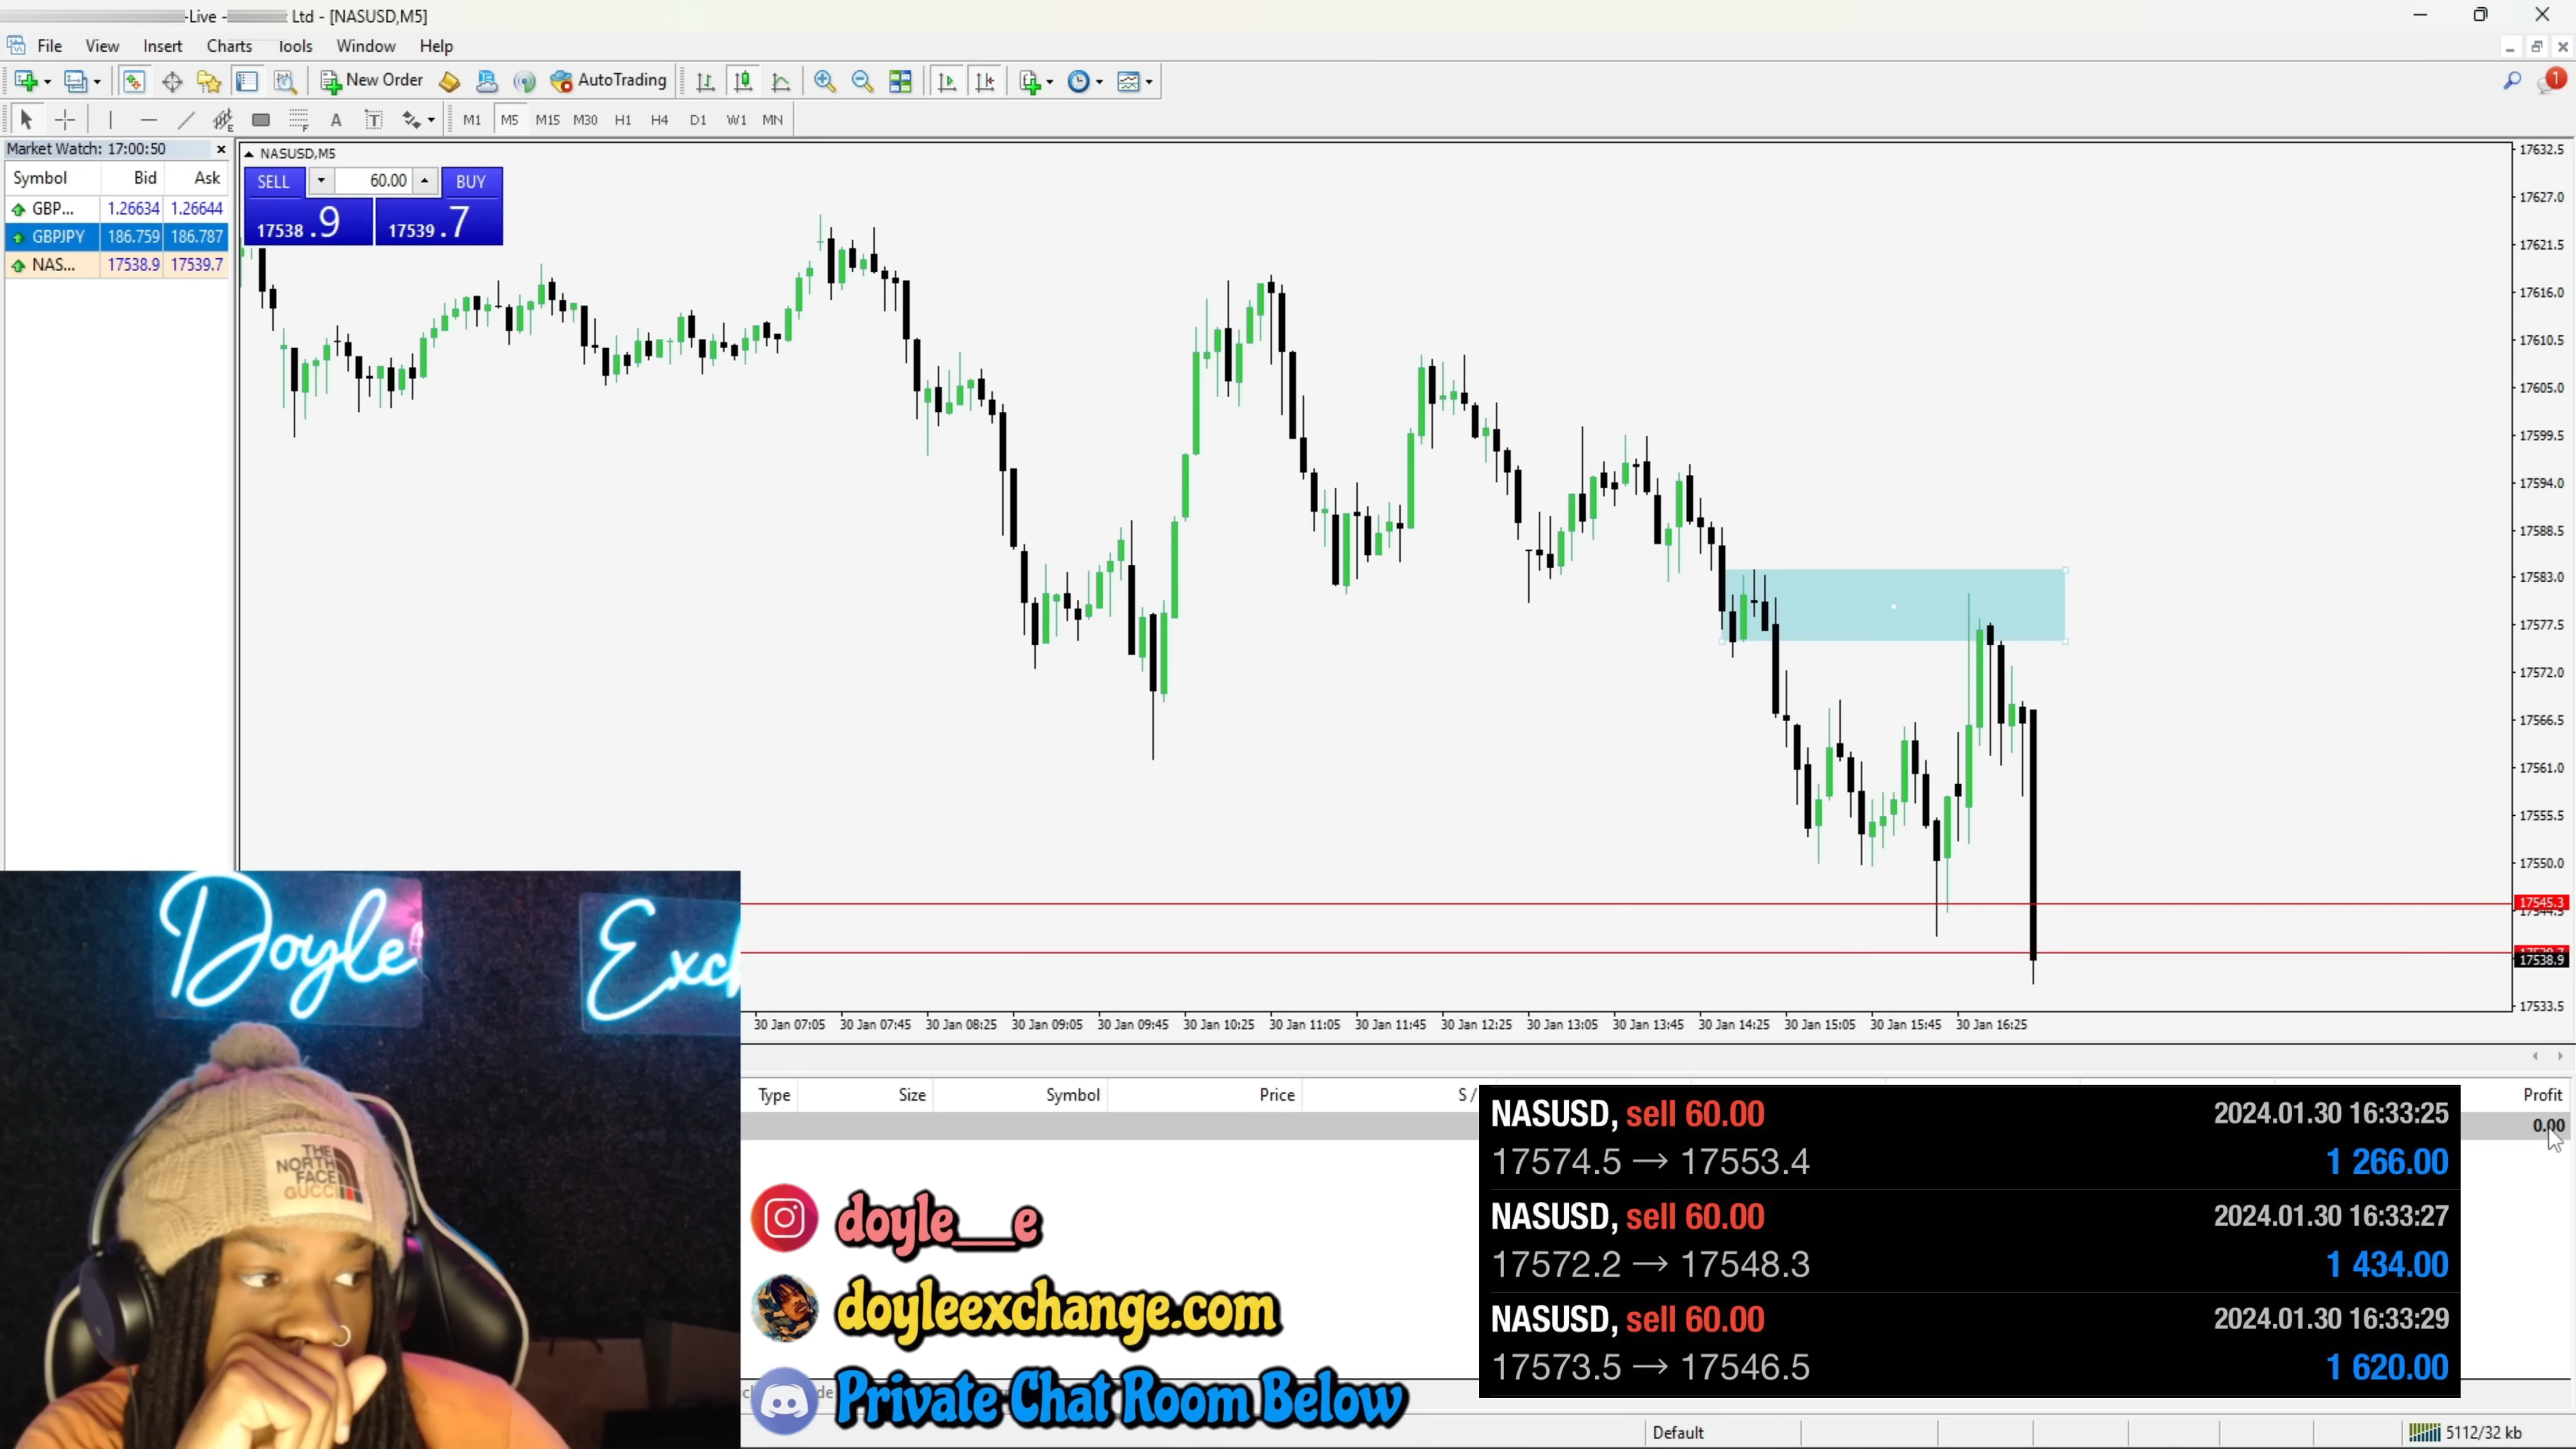 -Live - Ltd - [NASUSD,M5]
File View Insert Charts Tools Window Help
New Order AutoTrading 1
A T M1 M5 M15 M30 H1 H4 D1 W1 MN
Market Watch: 17:00:50
Symbol Bid Ask
GBP... 1.26634 1.26644
GBPJPY 186.759 186.787
NAS... 17538.9 17539.7
NASUSD,M5
SELL 60.00 BUY
17538.9 17539.7
17632.5
17627.0
17621.5
17616.0
17610.5
17605.0
17599.5
17594.0
17588.5
17583.0
17577.5
17572.0
17566.5
17561.0
17555.5
17550.0
17545.3
17544.5
17538.9
17533.5
30 Jan 07:05 30 Jan 07:45 30 Jan 08:25 30 Jan 09:05 30 Jan 09:45 30 Jan 10:25 30 Jan 11:05 30 Jan 11:45 30 Jan 12:25 30 Jan 13:05 30 Jan 13:45 30 Jan 14:25 30 Jan 15:05 30 Jan 15:45 30 Jan 16:25
Type Size Symbol Price S / Profit
0.00
NASUSD, sell 60.00 2024.01.30 16:33:25
17574.5 → 17553.4 1 266.00
NASUSD, sell 60.00 2024.01.30 16:33:27
17572.2 → 17548.3 1 434.00
NASUSD, sell 60.00 2024.01.30 16:33:29
17573.5 → 17546.5 1 620.00
Doyle
THE
NORTH
FACE
GUCCI
doyle__e
doyleexchange.com
Private Chat Room Below
Default 5112/32 kb